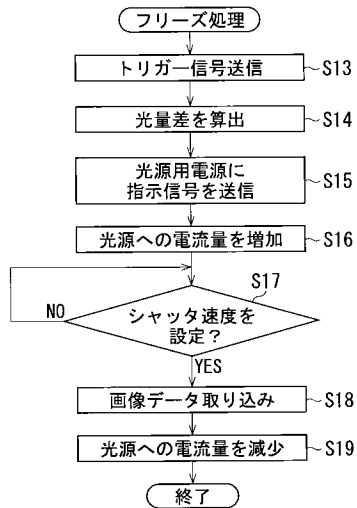 フリーズ処理
トリガー信号送信
S13
光量差を算出
S14
光源用電源に
指示信号を送信
S15
光源への電流量を増加
S16
S17
シャッタ速度を
設定?
NO
YES
画像データ取り込み
S18
光源への電流量を減少
S19
終了